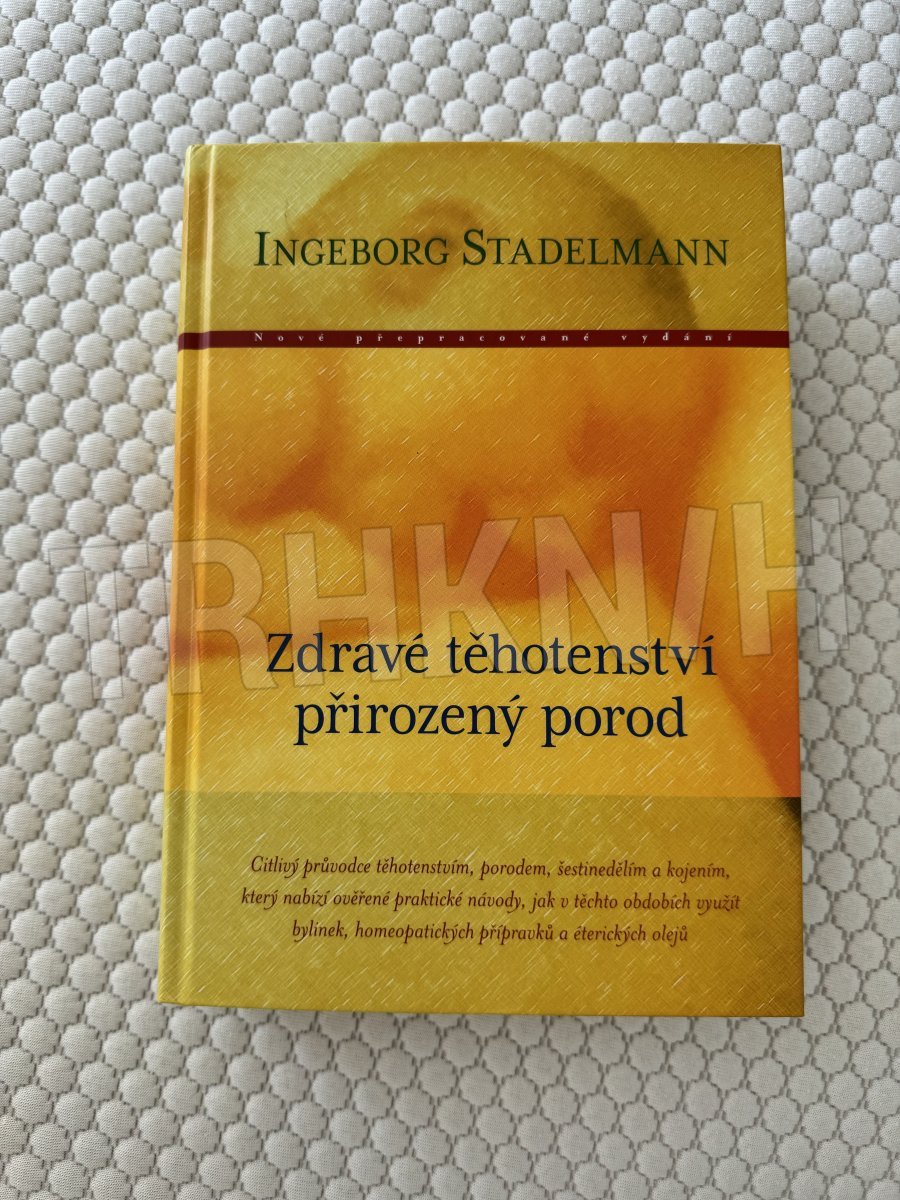 INGEBORG STADELMANN
Nové přepracované vydání
TRHKNIH
Zdravé těhotenství
přirozený porod
Citlivý průvodce těhotenstvím, porodem, šestinedělím a kojením,
který nabízí ověřené praktické návody, jak v těchto obdobích využít
bylinek, homeopatických přípravků a éterických olejů